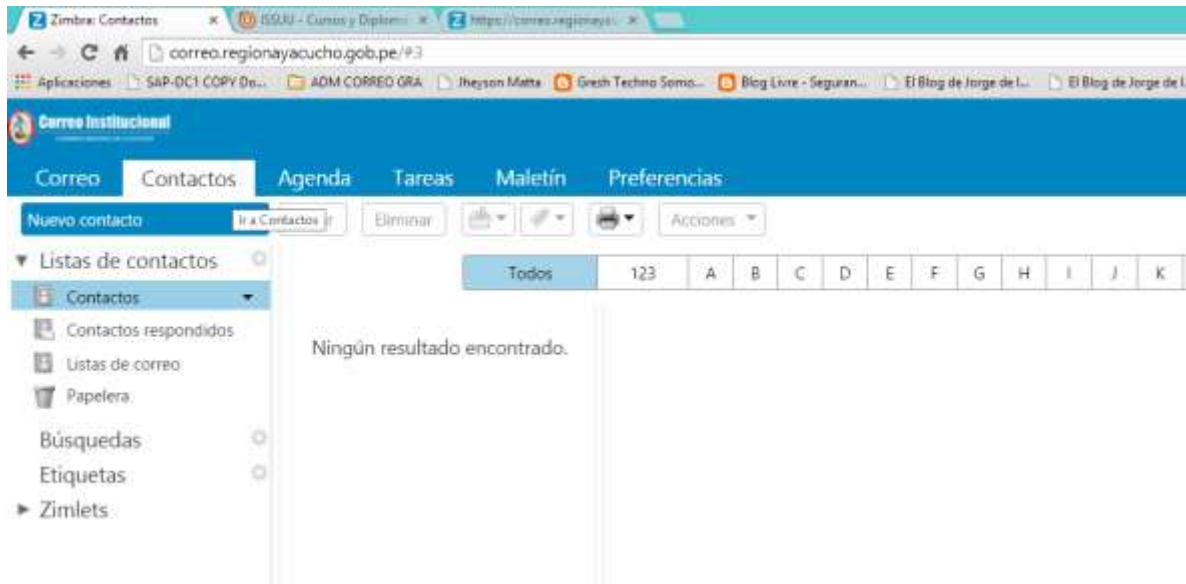 Zimbra: Contactos
ISSUU - Cursos y Diplom
https://correo.regionaya
correo.regionayacucho.gob.pe/#3
Aplicaciones SAP-DC1 COPY Do... ADM CORREO GRA Jheyson Matta Gresh Techno Somo... Blog Livre - Seguran... El Blog de Jorge de l... El Blog de Jorge de l
Correo Institucional
Correo Contactos Agenda Tareas Maletín Preferencias
Nuevo contacto Ir a Contactos Eliminar Acciones
Listas de contactos
Todos 123 A B C D E F G H I J K
Contactos
Contactos respondidos
Ningún resultado encontrado.
Listas de correo
Papelera
Búsquedas
Etiquetas
Zimlets